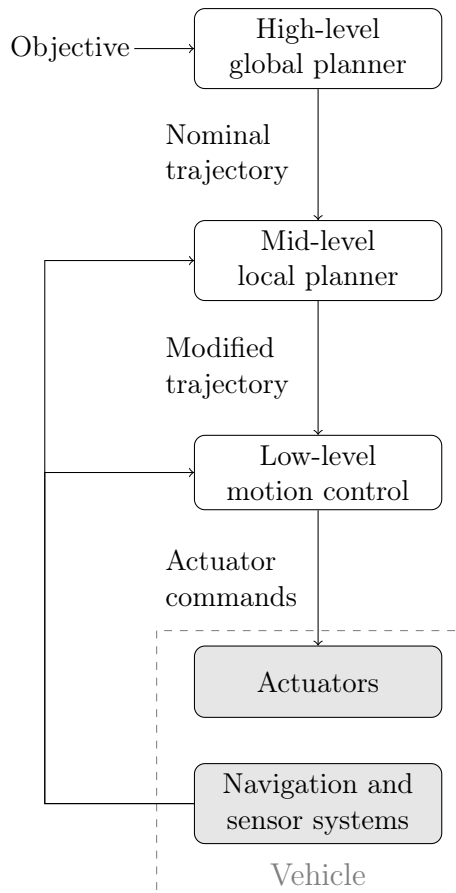 High-level
global planner
Objective
Nominal
trajectory
Mid-level
local planner
Modified
trajectory
Low-level
motion control
Actuator
commands
Actuators
Navigation and
sensor systems
Vehicle